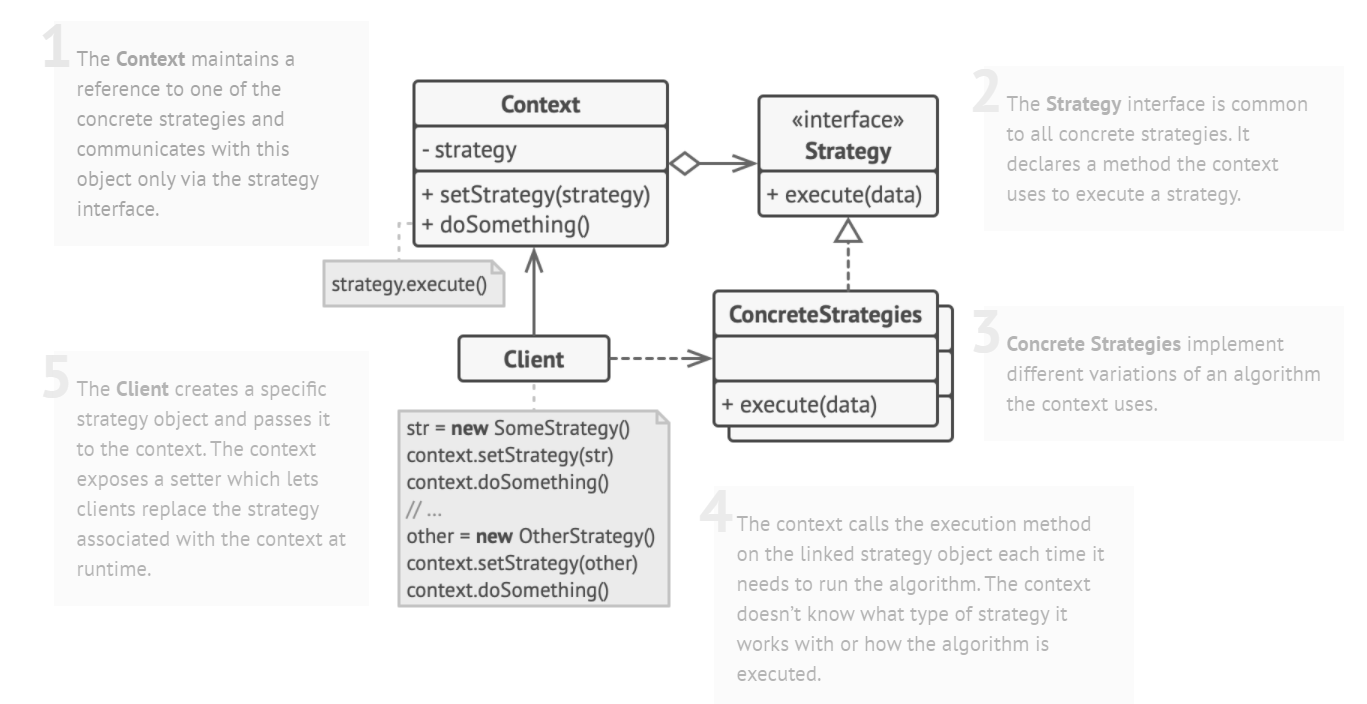 1
The Context maintains a
reference to one of the
concrete strategies and
communicates with this
object only via the strategy
interface.
Context
- strategy
+ setStrategy(strategy)
+ doSomething()
strategy.execute()
«interface»
Strategy
+ execute(data)
2
The Strategy interface is common
to all concrete strategies. It
declares a method the context
uses to execute a strategy.
ConcreteStrategies
+ execute(data)
3
Concrete Strategies implement
different variations of an algorithm
the context uses.
Client
str = new SomeStrategy()
context.setStrategy(str)
context.doSomething()
// ...
other = new OtherStrategy()
context.setStrategy(other)
context.doSomething()
4
The context calls the execution method
on the linked strategy object each time it
needs to run the algorithm. The context
doesn’t know what type of strategy it
works with or how the algorithm is
executed.
5
The Client creates a specific
strategy object and passes it
to the context. The context
exposes a setter which lets
clients replace the strategy
associated with the context at
runtime.